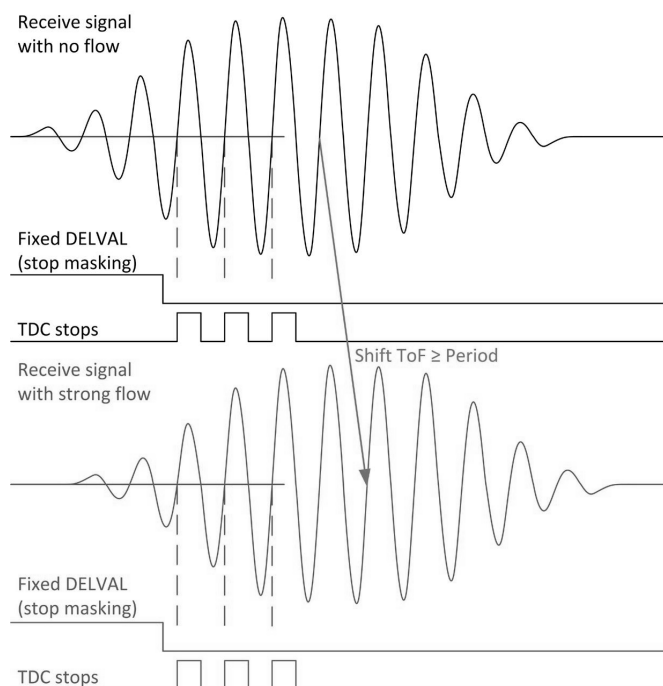 Receive signal
with no flow
Fixed DELVAL
(stop masking)
TDC stops
Shift ToF ≥ Period
Receive signal
with strong flow
Fixed DELVAL
(stop masking)
TDC stops